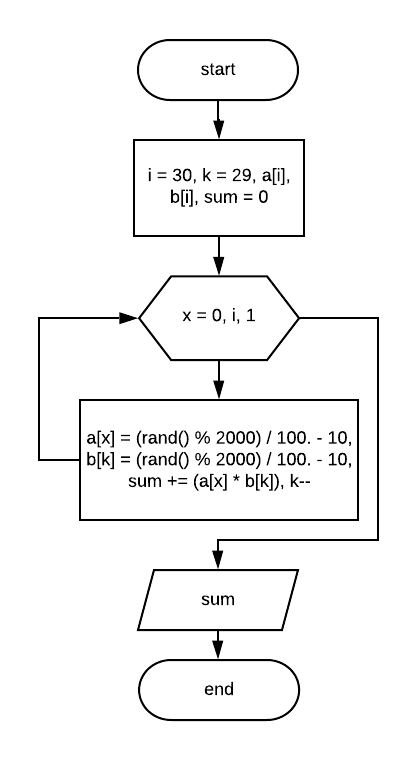 start
i = 30, k = 29, a[i],
b[i], sum = 0
x = 0, i, 1
a[x] = (rand() % 2000) / 100. - 10,
b[k] = (rand() % 2000) / 100. - 10,
sum += (a[x] * b[k]), k--
sum
end